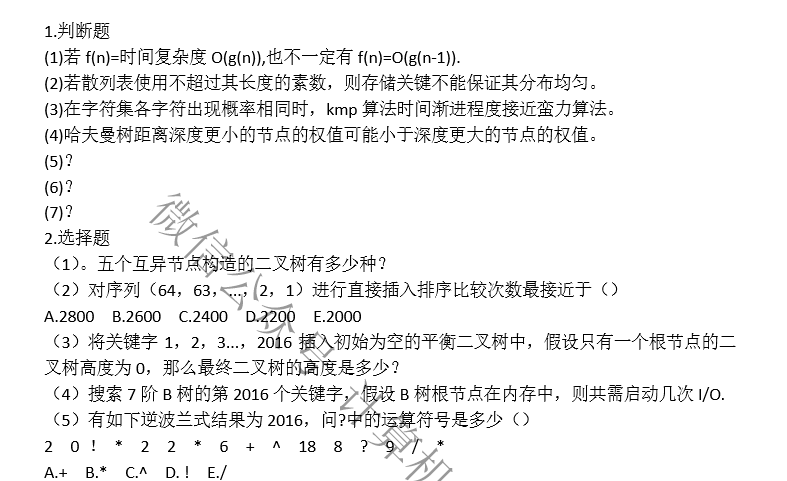 1.判断题
(1)若 f(n)=时间复杂度 O(g(n)),也不一定有 f(n)=O(g(n-1)).
(2)若散列表使用不超过其长度的素数，则存储关键不能保证其分布均匀。
(3)在字符集各字符出现概率相同时，kmp 算法时间渐进程度接近蛮力算法。
(4)哈夫曼树距离深度更小的节点的权值可能小于深度更大的节点的权值。
(5)?
(6)?
(7)?
2.选择题
（1）。五个互异节点构造的二叉树有多少种？
（2）对序列（64，63，...，2，1）进行直接插入排序比较次数最接近于（）
A.2800 B.2600 C.2400 D.2200 E.2000
（3）将关键字 1，2，3...，2016 插入初始为空的平衡二叉树中，假设只有一个根节点的二
叉树高度为 0，那么最终二叉树的高度是多少？
（4）搜索 7 阶 B 树的第 2016 个关键字，假设 B 树根节点在内存中，则共需启动几次 I/O.
（5）有如下逆波兰式结果为 2016，问?中的运算符号是多少（）
2 0 ! * 2 2 * 6 + ^ 18 8 ? 9 / *
A.+ B.* C.^ D. ! E./
微信公众号 计算机